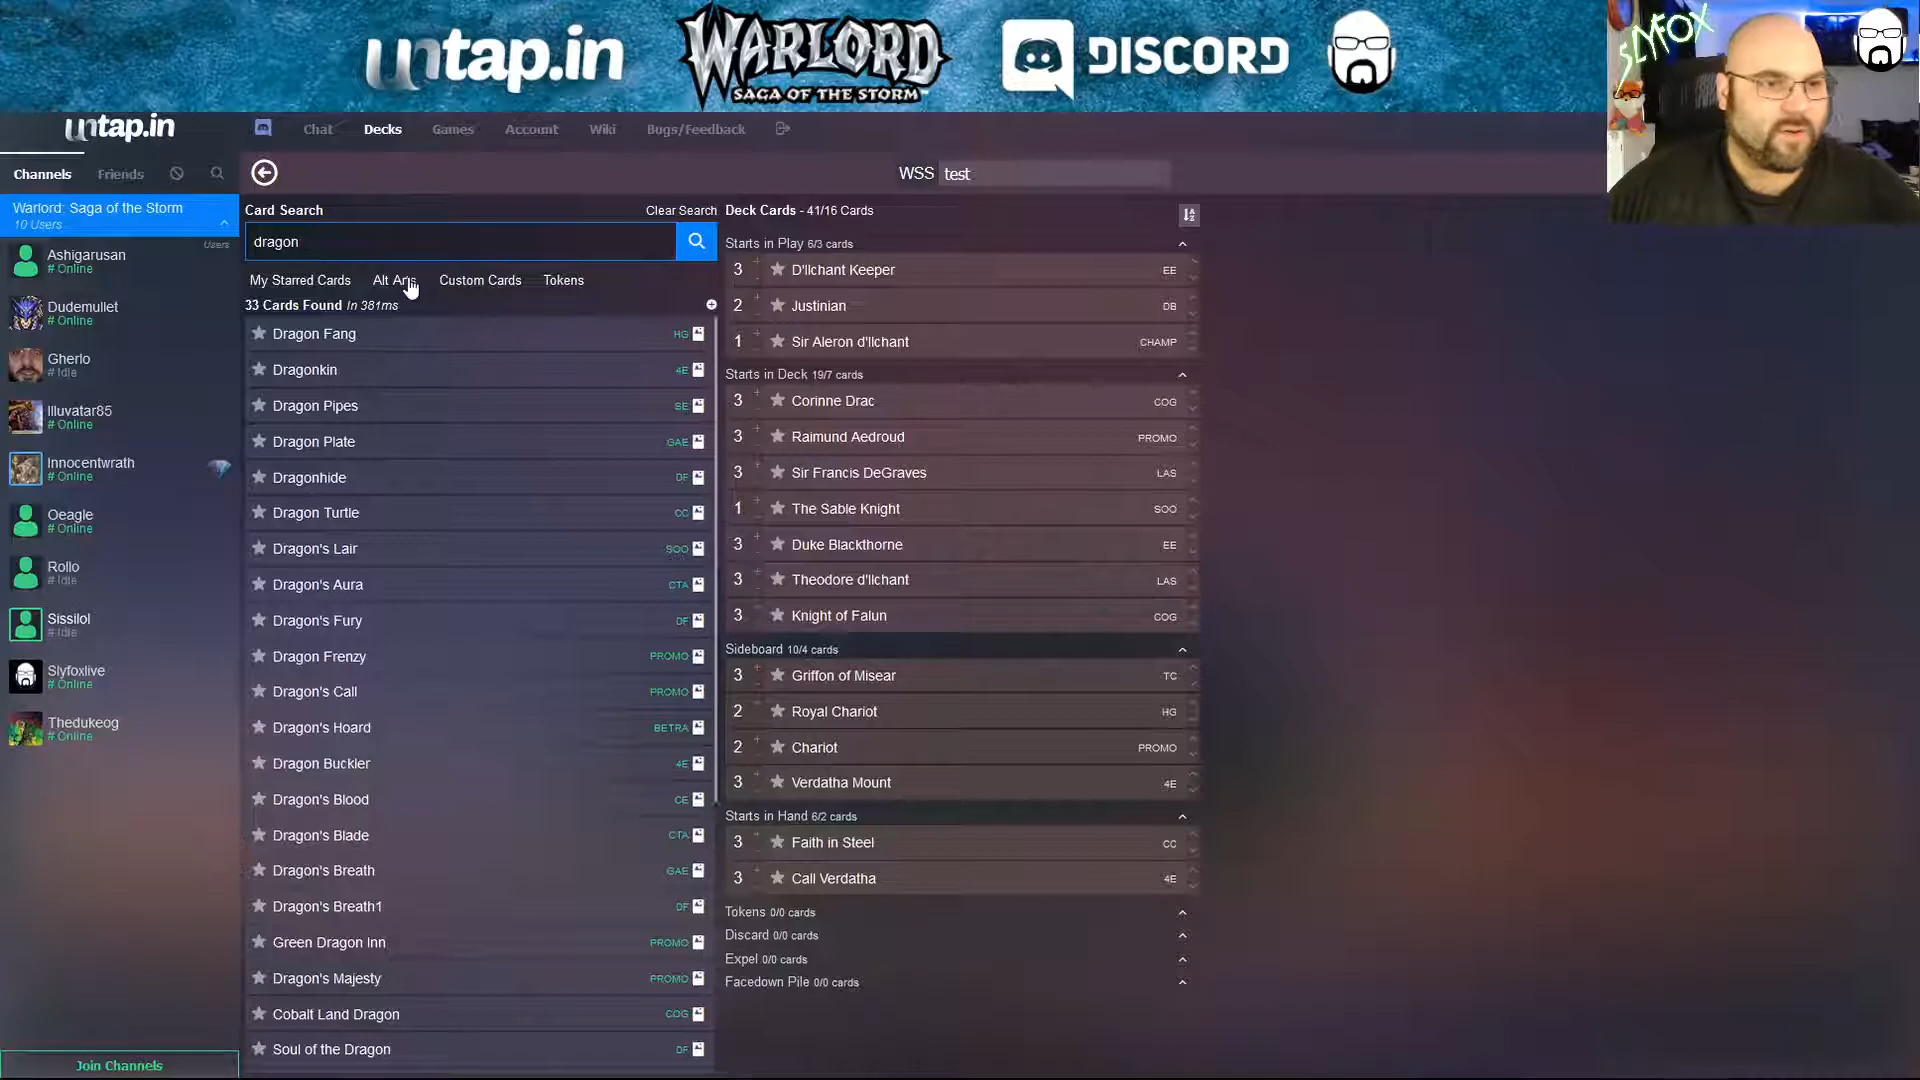 untap.in
WARLORD
SAGA OF THE STORM
DISCORD
SLYFOX
untap.in
Chat
Decks
Games
Account
Wiki
Bugs/Feedback
Channels
Friends
WSS test
Warlord: Saga of the Storm
10 Users
Users
Ashigarusan
# Online
Dudemullet
# Online
Gherlo
# Idle
Illuvatar85
# Online
Innocentwrath
# Online
Oeagle
# Online
Rollo
# Idle
Sissilol
# Idle
Slyfoxlive
# Online
Thedukeog
# Online
Join Channels
Card Search
Clear Search
dragon
My Starred Cards
Alt Arts
Custom Cards
Tokens
33 Cards Found In 381ms
Dragon Fang HG
Dragonkin 4E
Dragon Pipes SE
Dragon Plate GAE
Dragonhide DF
Dragon Turtle CC
Dragon's Lair SOO
Dragon's Aura CTA
Dragon's Fury DF
Dragon Frenzy PROMO
Dragon's Call PROMO
Dragon's Hoard BETRA
Dragon Buckler 4E
Dragon's Blood CE
Dragon's Blade CTA
Dragon's Breath GAE
Dragon's Breath1 DF
Green Dragon Inn PROMO
Dragon's Majesty PROMO
Cobalt Land Dragon COG
Soul of the Dragon DF
Deck Cards - 41/16 Cards
Starts in Play 6/3 cards
3 D'Ilchant Keeper EE
2 Justinian DB
1 Sir Aleron d'Ilchant CHAMP
Starts in Deck 19/7 cards
3 Corinne Drac COG
3 Raimund Aedroud PROMO
3 Sir Francis DeGraves LAS
1 The Sable Knight SOO
3 Duke Blackthorne EE
3 Theodore d'Ilchant LAS
3 Knight of Falun COG
Sideboard 10/4 cards
3 Griffon of Misear TC
2 Royal Chariot HG
2 Chariot PROMO
3 Verdatha Mount 4E
Starts in Hand 6/2 cards
3 Faith in Steel CC
3 Call Verdatha 4E
Tokens 0/0 cards
Discard 0/0 cards
Expel 0/0 cards
Facedown Pile 0/0 cards